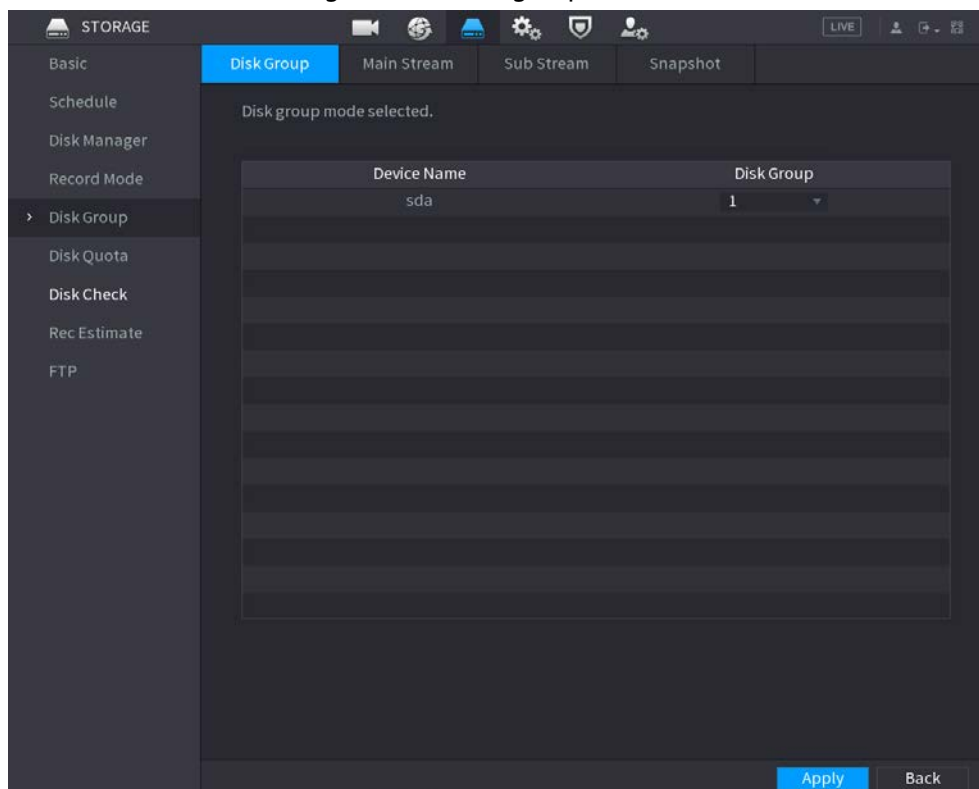 STORAGE LIVE
Basic
Schedule
Disk Manager
Record Mode
Disk Group
Disk Quota
Disk Check
Rec Estimate
FTP
Disk Group Main Stream Sub Stream Snapshot
Disk group mode selected.
Device Name Disk Group
sda 1
Apply Back